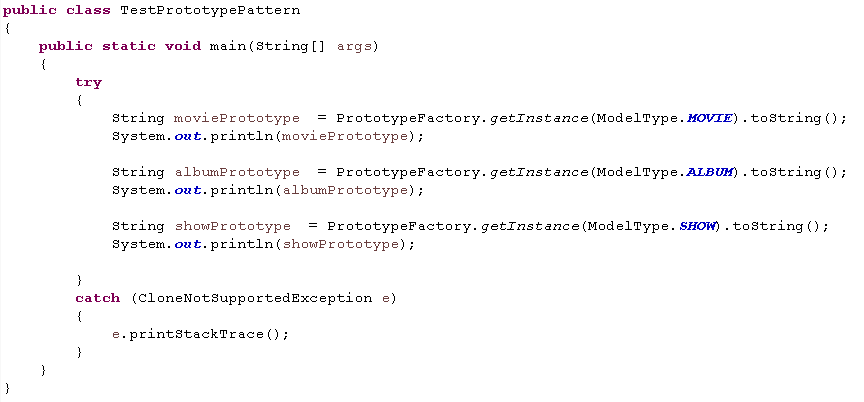 public class TestPrototypePattern
{
    public static void main(String[] args)
    {
        try
        {
            String moviePrototype  = PrototypeFactory.getInstance(ModelType.MOVIE).toString();
            System.out.println(moviePrototype);

            String albumPrototype  = PrototypeFactory.getInstance(ModelType.ALBUM).toString();
            System.out.println(albumPrototype);

            String showPrototype  = PrototypeFactory.getInstance(ModelType.SHOW).toString();
            System.out.println(showPrototype);

        }
        catch (CloneNotSupportedException e)
        {
            e.printStackTrace();
        }
    }
}